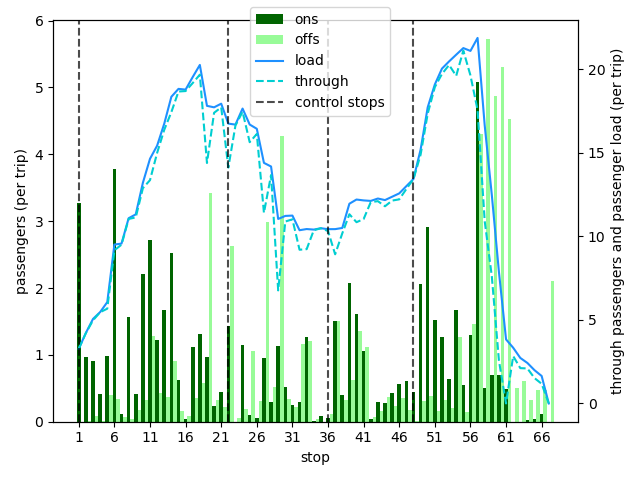 ons
offs
load
through
control stops
6
5
4
3
2
1
0
passengers (per trip)
20
15
10
5
0
through passengers and passenger load (per trip)
1 6 11 16 21 26 31 36 41 46 51 56 61 66
stop